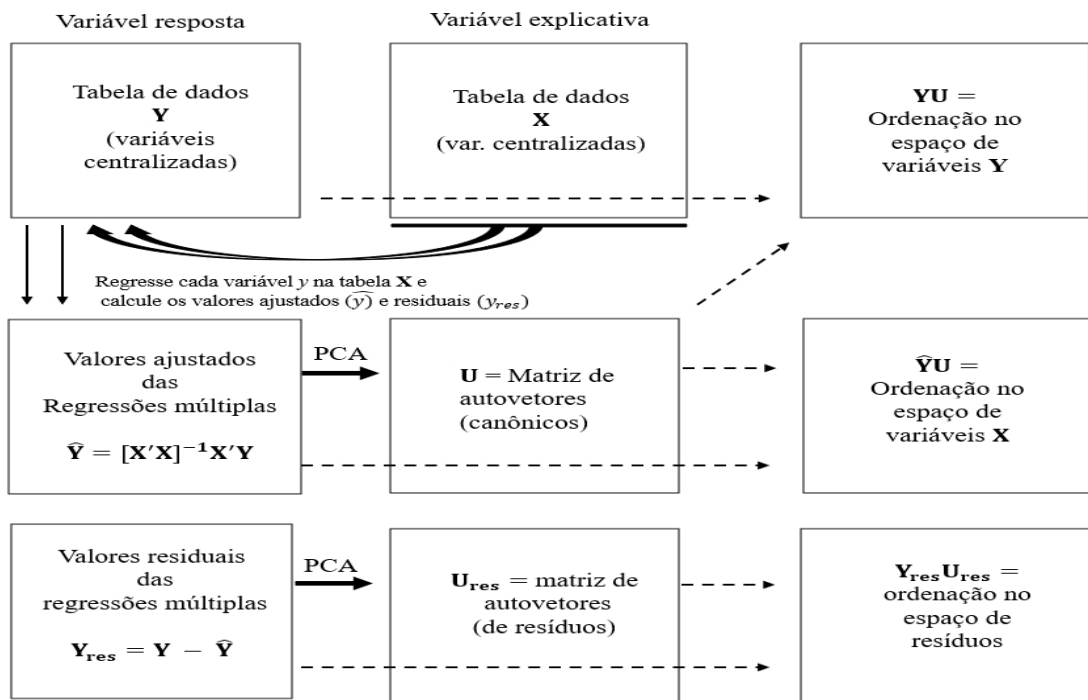 Variável resposta
Variável explicativa
Tabela de dados
Y
(variáveis
centralizadas)
Tabela de dados
X
(var. centralizadas)
YU =
Ordenação no
espaço de
variáveis Y
Regresse cada variável y na tabela X e
calcule os valores ajustados (ŷ) e residuais (y_res)
Valores ajustados
das
Regressões múltiplas
Ŷ = [X′X]⁻¹X′Y
PCA
U = Matriz de
autovetores
(canônicos)
ŶU =
Ordenação no
espaço de
variáveis X
Valores residuais
das
regressões múltiplas
Y_res = Y − Ŷ
PCA
U_res = matriz de
autovetores
(de resíduos)
Y_resU_res =
ordenação no
espaço de
resíduos